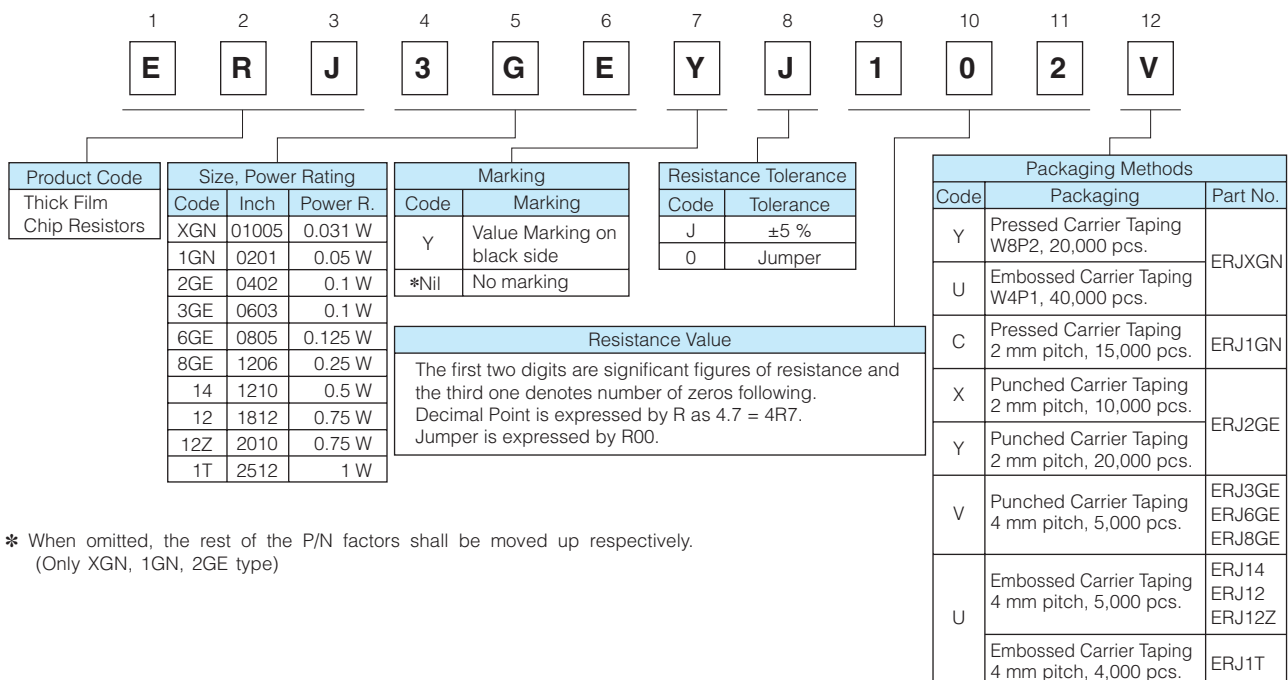 1 2 3 4 5 6 7 8 9 10 11 12
E R J 3 G E Y J 1 0 2 V
Product Code
Thick Film
Chip Resistors
Size, Power Rating
Code Inch Power R.
XGN 01005 0.031 W
1GN 0201 0.05 W
2GE 0402 0.1 W
3GE 0603 0.1 W
6GE 0805 0.125 W
8GE 1206 0.25 W
14 1210 0.5 W
12 1812 0.75 W
12Z 2010 0.75 W
1T 2512 1 W
Marking
Code Marking
Y Value Marking on
black side
✽Nil No marking
Resistance Tolerance
Code Tolerance
J ±5 %
0 Jumper
Resistance Value
The first two digits are significant figures of resistance and
the third one denotes number of zeros following.
Decimal Point is expressed by R as 4.7 = 4R7.
Jumper is expressed by R00.
Packaging Methods
Code Packaging Part No.
Y Pressed Carrier Taping
W8P2, 20,000 pcs.
ERJXGN
U Embossed Carrier Taping
W4P1, 40,000 pcs.
C Pressed Carrier Taping
2 mm pitch, 15,000 pcs. ERJ1GN
X Punched Carrier Taping
2 mm pitch, 10,000 pcs.
ERJ2GE
Y Punched Carrier Taping
2 mm pitch, 20,000 pcs.
V Punched Carrier Taping
4 mm pitch, 5,000 pcs.
ERJ3GE
ERJ6GE
ERJ8GE
U Embossed Carrier Taping
4 mm pitch, 5,000 pcs.
ERJ14
ERJ12
ERJ12Z
Embossed Carrier Taping
4 mm pitch, 4,000 pcs. ERJ1T
✽ When omitted, the rest of the P/N factors shall be moved up respectively.
(Only XGN, 1GN, 2GE type)